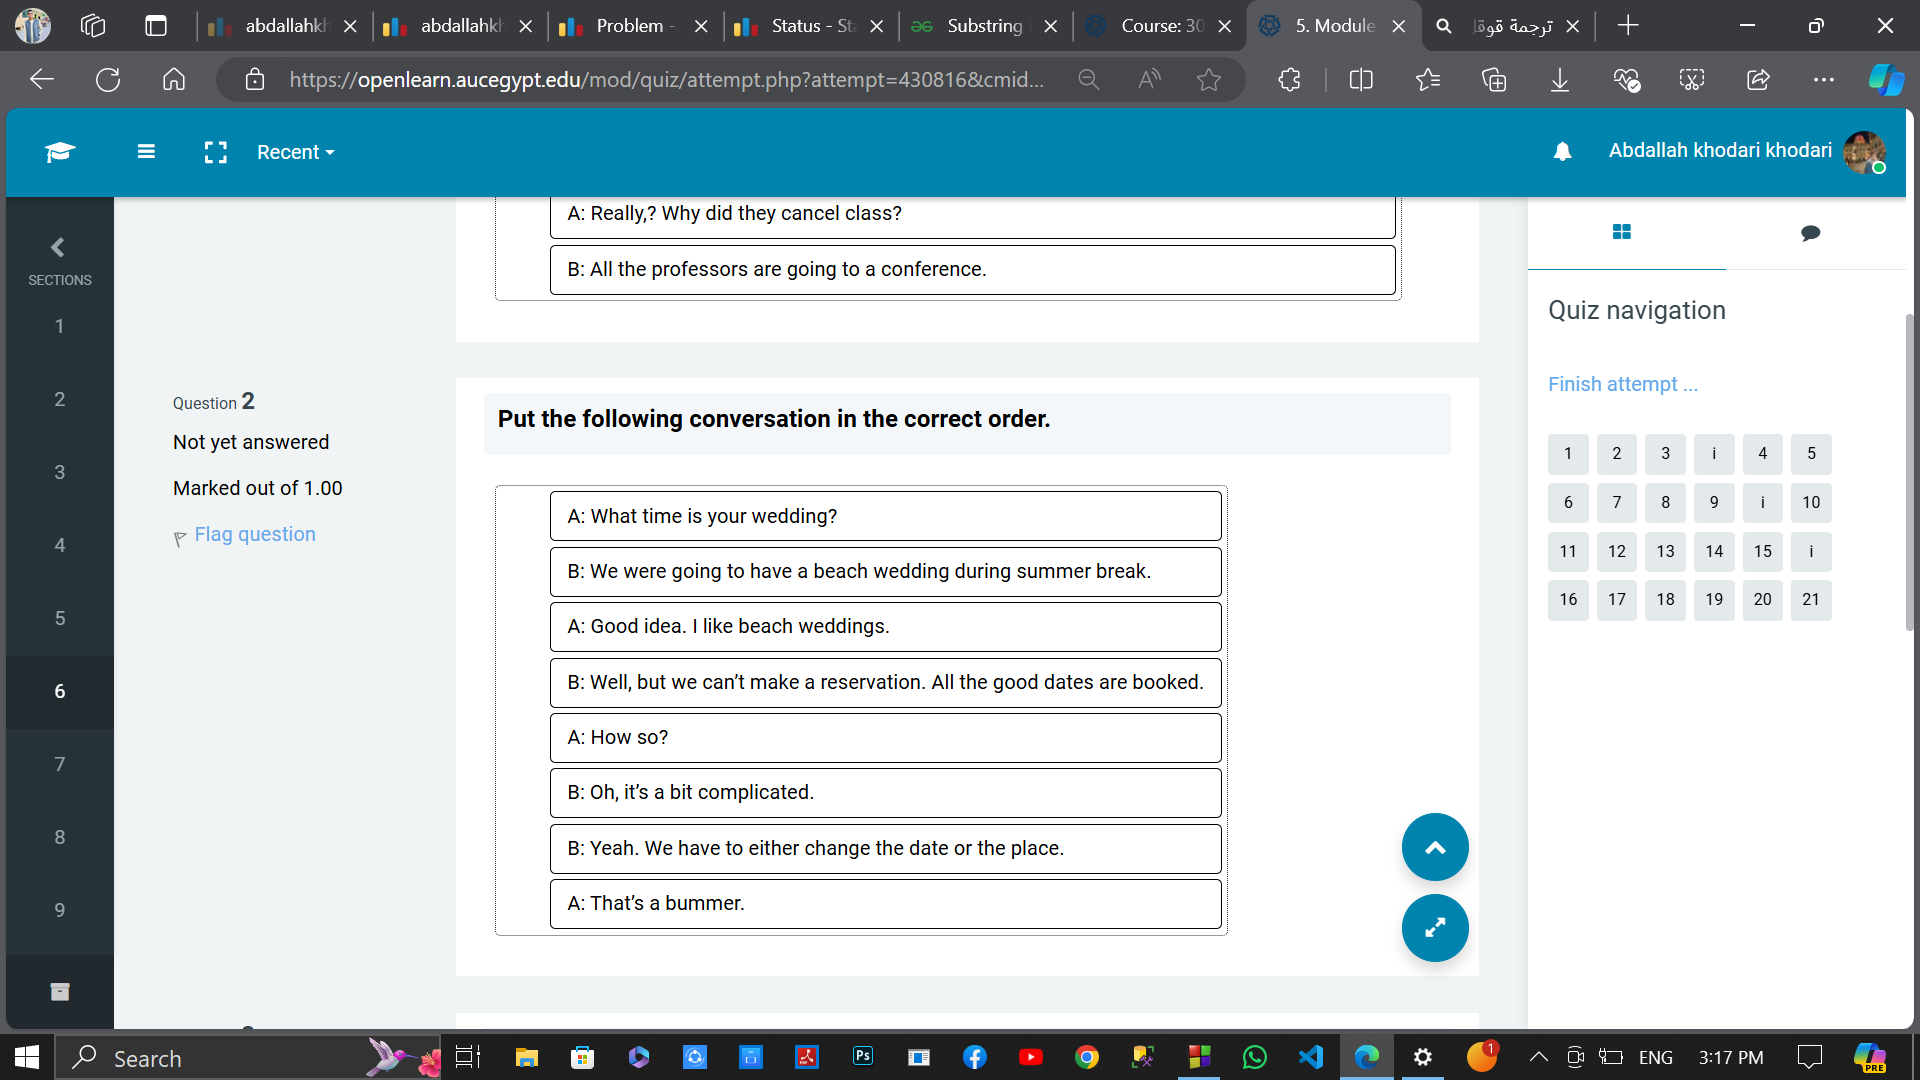 abdallahkh
abdallahkh
Problem -
Status - St
Substring
Course: 30
5. Module
ترجمة قوقل
https://openlearn.aucegypt.edu/mod/quiz/attempt.php?attempt=430816&cmid...
Recent
Abdallah khodari khodari
SECTIONS
1
2
3
4
5
6
7
8
9
A: Really,? Why did they cancel class?
B: All the professors are going to a conference.
Question 2
Not yet answered
Marked out of 1.00
Flag question
Put the following conversation in the correct order.
A: What time is your wedding?
B: We were going to have a beach wedding during summer break.
A: Good idea. I like beach weddings.
B: Well, but we can’t make a reservation. All the good dates are booked.
A: How so?
B: Oh, it’s a bit complicated.
B: Yeah. We have to either change the date or the place.
A: That’s a bummer.
Quiz navigation
Finish attempt ...
1 2 3 i 4 5
6 7 8 9 i 10
11 12 13 14 15 i
16 17 18 19 20 21
Search
Ps
1
ENG
3:17 PM
PRE